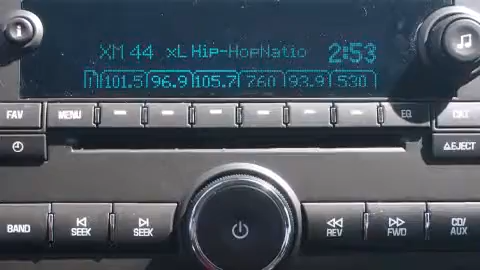 XM 44 xL Hip-HopNatio 2:53
101.5 96.9 105.7 760 93.9 530
FAV MENU EQ CAT
EJECT
BAND SEEK SEEK REV FWD CD/
AUX